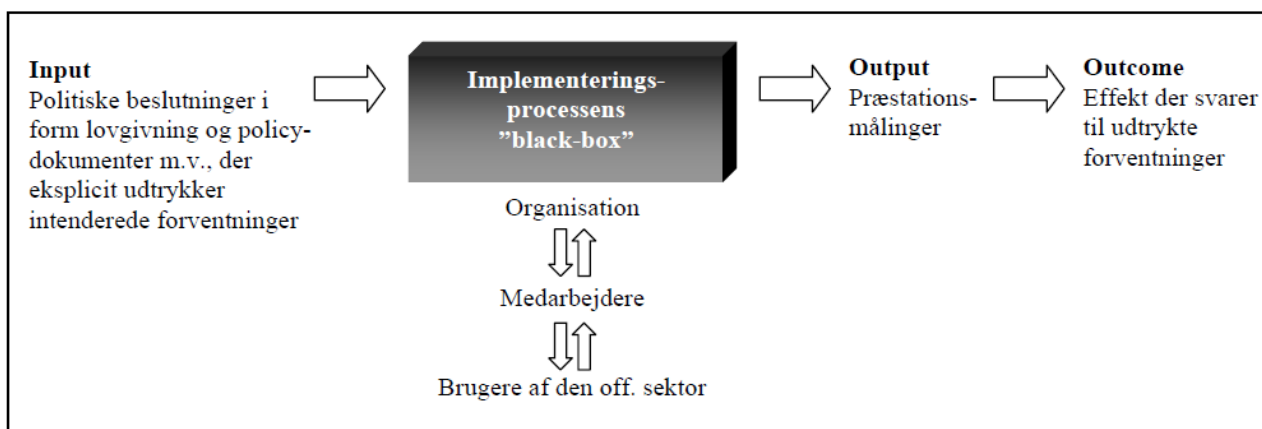 Input
Politiske beslutninger i
form lovgivning og policy-
dokumenter m.v., der
eksplicit udtrykker
intenderede forventninger
Implementerings-
processens
”black-box”
Organisation
Medarbejdere
Brugere af den off. sektor
Output
Præstations-
målinger
Outcome
Effekt der svarer
til udtrykte
forventninger